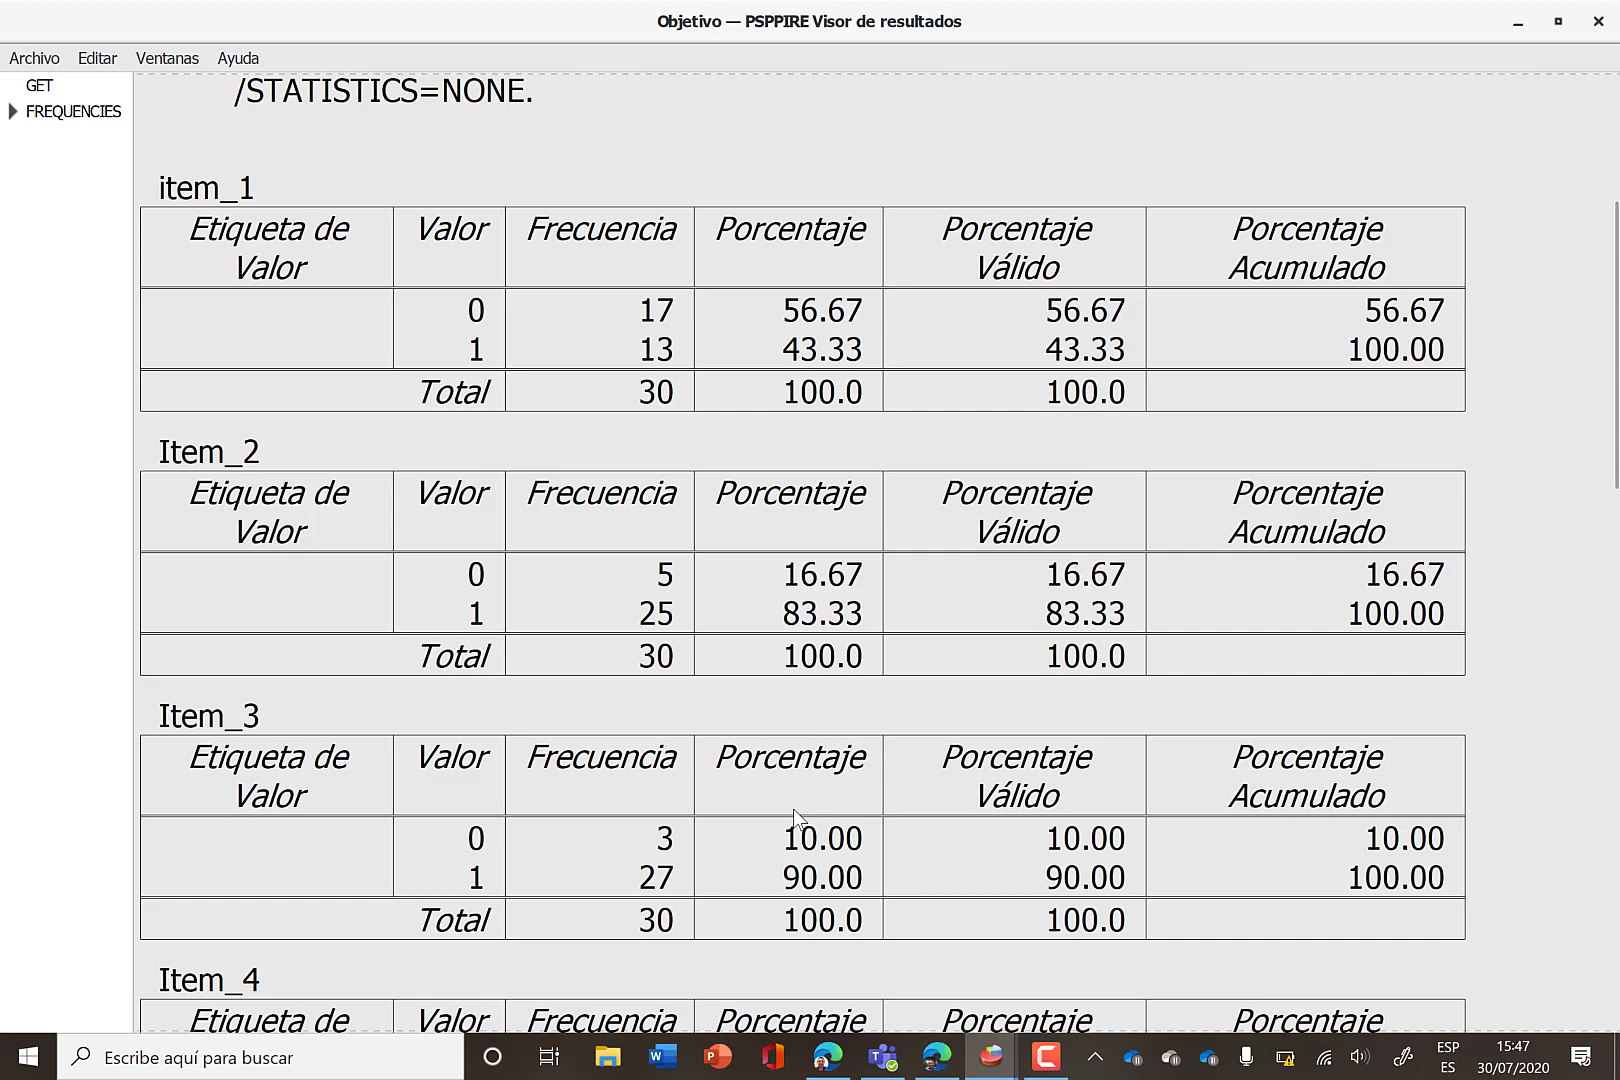 Objetivo — PSPPIRE Visor de resultados
Archivo Editar Ventanas Ayuda
GET
FREQUENCIES
/STATISTICS=NONE.
item_1
Etiqueta de Valor Valor Frecuencia Porcentaje Porcentaje Válido Porcentaje Acumulado
0 17 56.67 56.67 56.67
1 13 43.33 43.33 100.00
Total 30 100.0 100.0
Item_2
Etiqueta de Valor Valor Frecuencia Porcentaje Porcentaje Válido Porcentaje Acumulado
0 5 16.67 16.67 16.67
1 25 83.33 83.33 100.00
Total 30 100.0 100.0
Item_3
Etiqueta de Valor Valor Frecuencia Porcentaje Porcentaje Válido Porcentaje Acumulado
0 3 10.00 10.00 10.00
1 27 90.00 90.00 100.00
Total 30 100.0 100.0
Item_4
Etiqueta de Valor Frecuencia Porcentaje Porcentaje Porcentaje
Escribe aquí para buscar
ESP
ES
15:47
30/07/2020